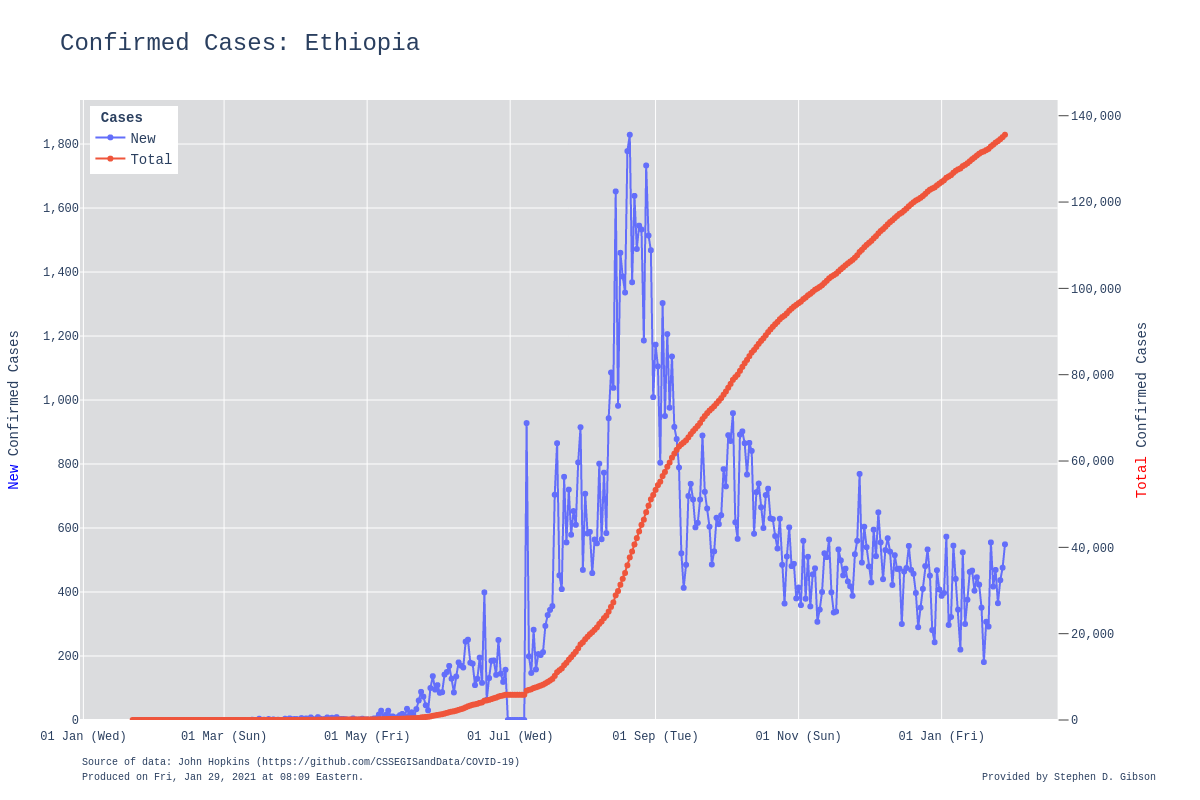 Confirmed Cases: Ethiopia
Cases
New
Total
1,800
1,600
1,400
1,200
1,000
800
600
400
200
0
140,000
120,000
100,000
80,000
60,000
40,000
20,000
0
New Confirmed Cases
Total Confirmed Cases
01 Jan (Wed)
01 Mar (Sun)
01 May (Fri)
01 Jul (Wed)
01 Sep (Tue)
01 Nov (Sun)
01 Jan (Fri)
Source of data: John Hopkins (https://github.com/CSSEGISandData/COVID-19)
Produced on Fri, Jan 29, 2021 at 08:09 Eastern.
Provided by Stephen D. Gibson